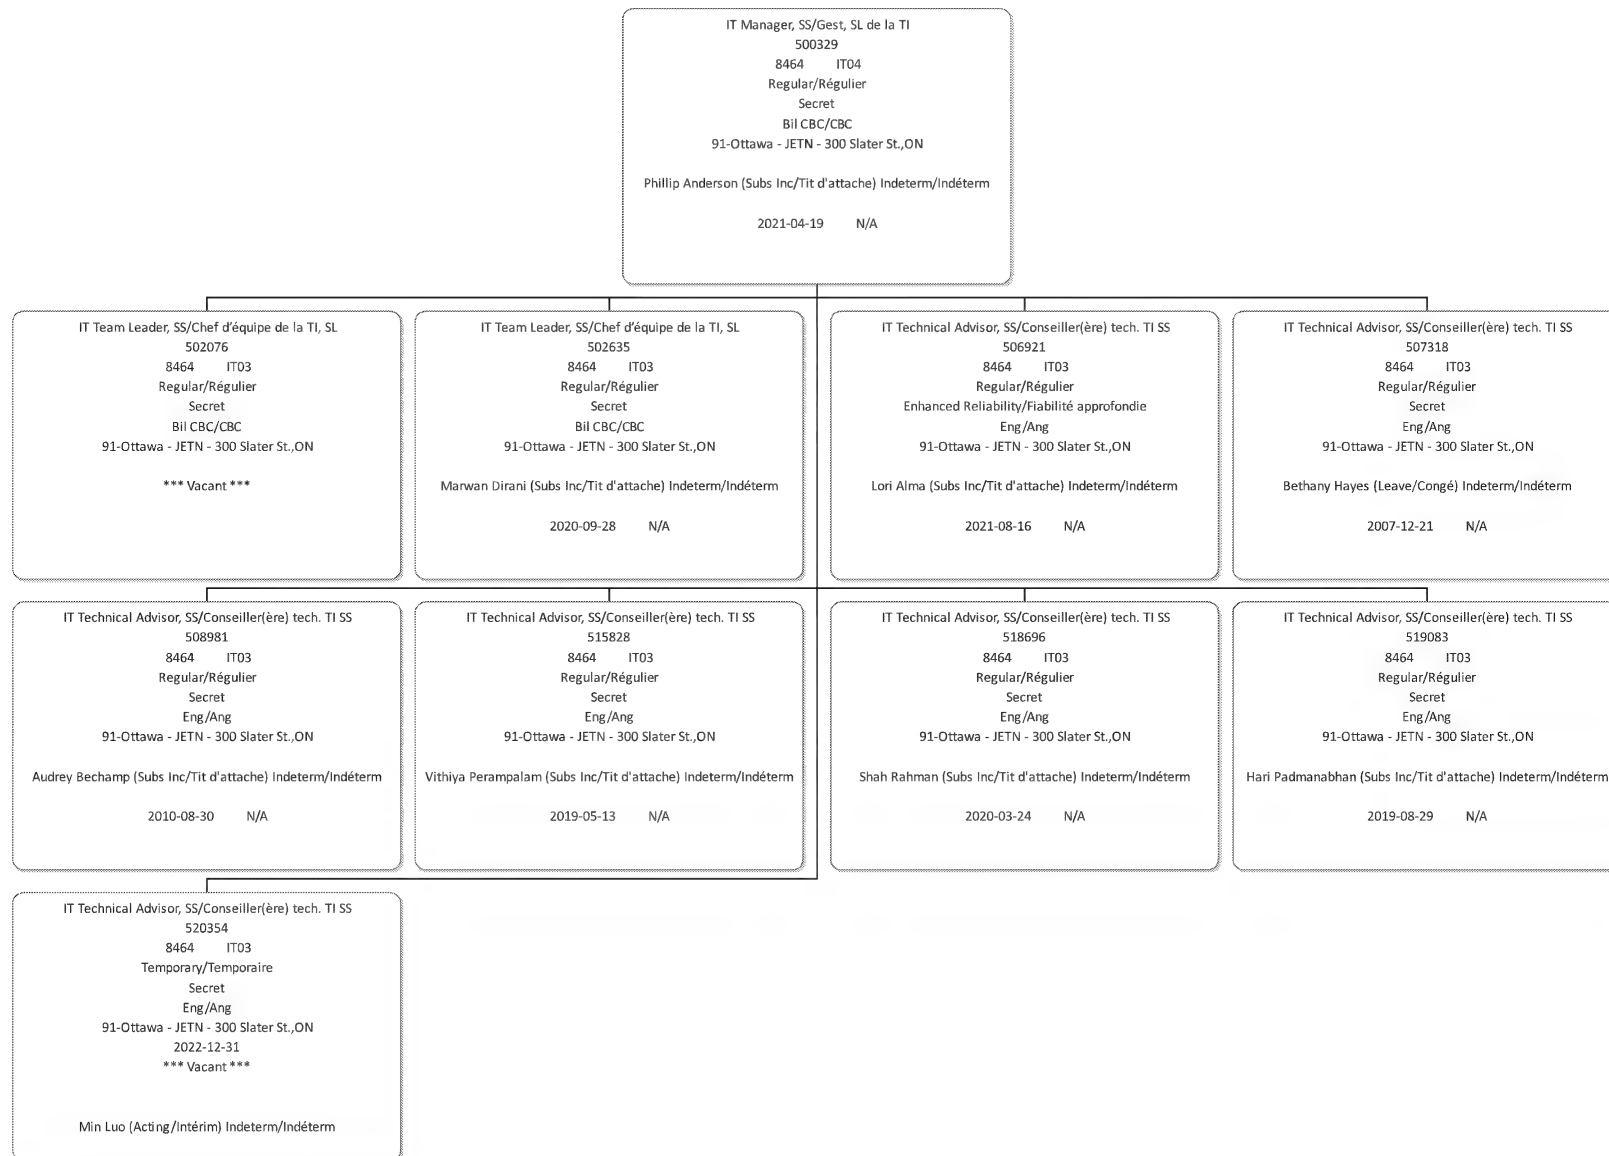 IT Manager, SS/Gest, SL de la TI
500329
8464 IT04
Regular/Régulier
Secret
Bil CBC/CBC
91-Ottawa - JETN - 300 Slater St.,ON
Phillip Anderson (Subs Inc/Tit d'attache) Indeterm/Indéterm
2021-04-19 N/A
IT Team Leader, SS/Chef d'équipe de la TI, SL
502076
8464 IT03
Regular/Régulier
Secret
Bil CBC/CBC
91-Ottawa - JETN - 300 Slater St.,ON
*** Vacant ***
IT Team Leader, SS/Chef d'équipe de la TI, SL
502635
8464 IT03
Regular/Régulier
Secret
Bil CBC/CBC
91-Ottawa - JETN - 300 Slater St.,ON
Marwan Dirani (Subs Inc/Tit d'attache) Indeterm/Indéterm
2020-09-28 N/A
IT Technical Advisor, SS/Conseiller(ère) tech. TI SS
506921
8464 IT03
Regular/Régulier
Enhanced Reliability/Fiabilité approfondie
Eng/Ang
91-Ottawa - JETN - 300 Slater St.,ON
Lori Alma (Subs Inc/Tit d'attache) Indeterm/Indéterm
2021-08-16 N/A
IT Technical Advisor, SS/Conseiller(ère) tech. TI SS
507318
8464 IT03
Regular/Régulier
Secret
Eng/Ang
91-Ottawa - JETN - 300 Slater St.,ON
Bethany Hayes (Leave/Congé) Indeterm/Indéterm
2007-12-21 N/A
IT Technical Advisor, SS/Conseiller(ère) tech. TI SS
508981
8464 IT03
Regular/Régulier
Secret
Eng/Ang
91-Ottawa - JETN - 300 Slater St.,ON
Audrey Bechamp (Subs Inc/Tit d'attache) Indeterm/Indéterm
2010-08-30 N/A
IT Technical Advisor, SS/Conseiller(ère) tech. TI SS
515828
8464 IT03
Regular/Régulier
Secret
Eng/Ang
91-Ottawa - JETN - 300 Slater St.,ON
Vithiya Perampalam (Subs Inc/Tit d'attache) Indeterm/Indéterm
2019-05-13 N/A
IT Technical Advisor, SS/Conseiller(ère) tech. TI SS
518696
8464 IT03
Regular/Régulier
Secret
Eng/Ang
91-Ottawa - JETN - 300 Slater St.,ON
Shah Rahman (Subs Inc/Tit d'attache) Indeterm/Indéterm
2020-03-24 N/A
IT Technical Advisor, SS/Conseiller(ère) tech. TI SS
519083
8464 IT03
Regular/Régulier
Secret
Eng/Ang
91-Ottawa - JETN - 300 Slater St.,ON
Hari Padmanabhan (Subs Inc/Tit d'attache) Indeterm/Indéterm
2019-08-29 N/A
IT Technical Advisor, SS/Conseiller(ère) tech. TI SS
520354
8464 IT03
Temporary/Temporaire
Secret
Eng/Ang
91-Ottawa - JETN - 300 Slater St.,ON
2022-12-31
*** Vacant ***
Min Luo (Acting/Intérim) Indeterm/Indéterm